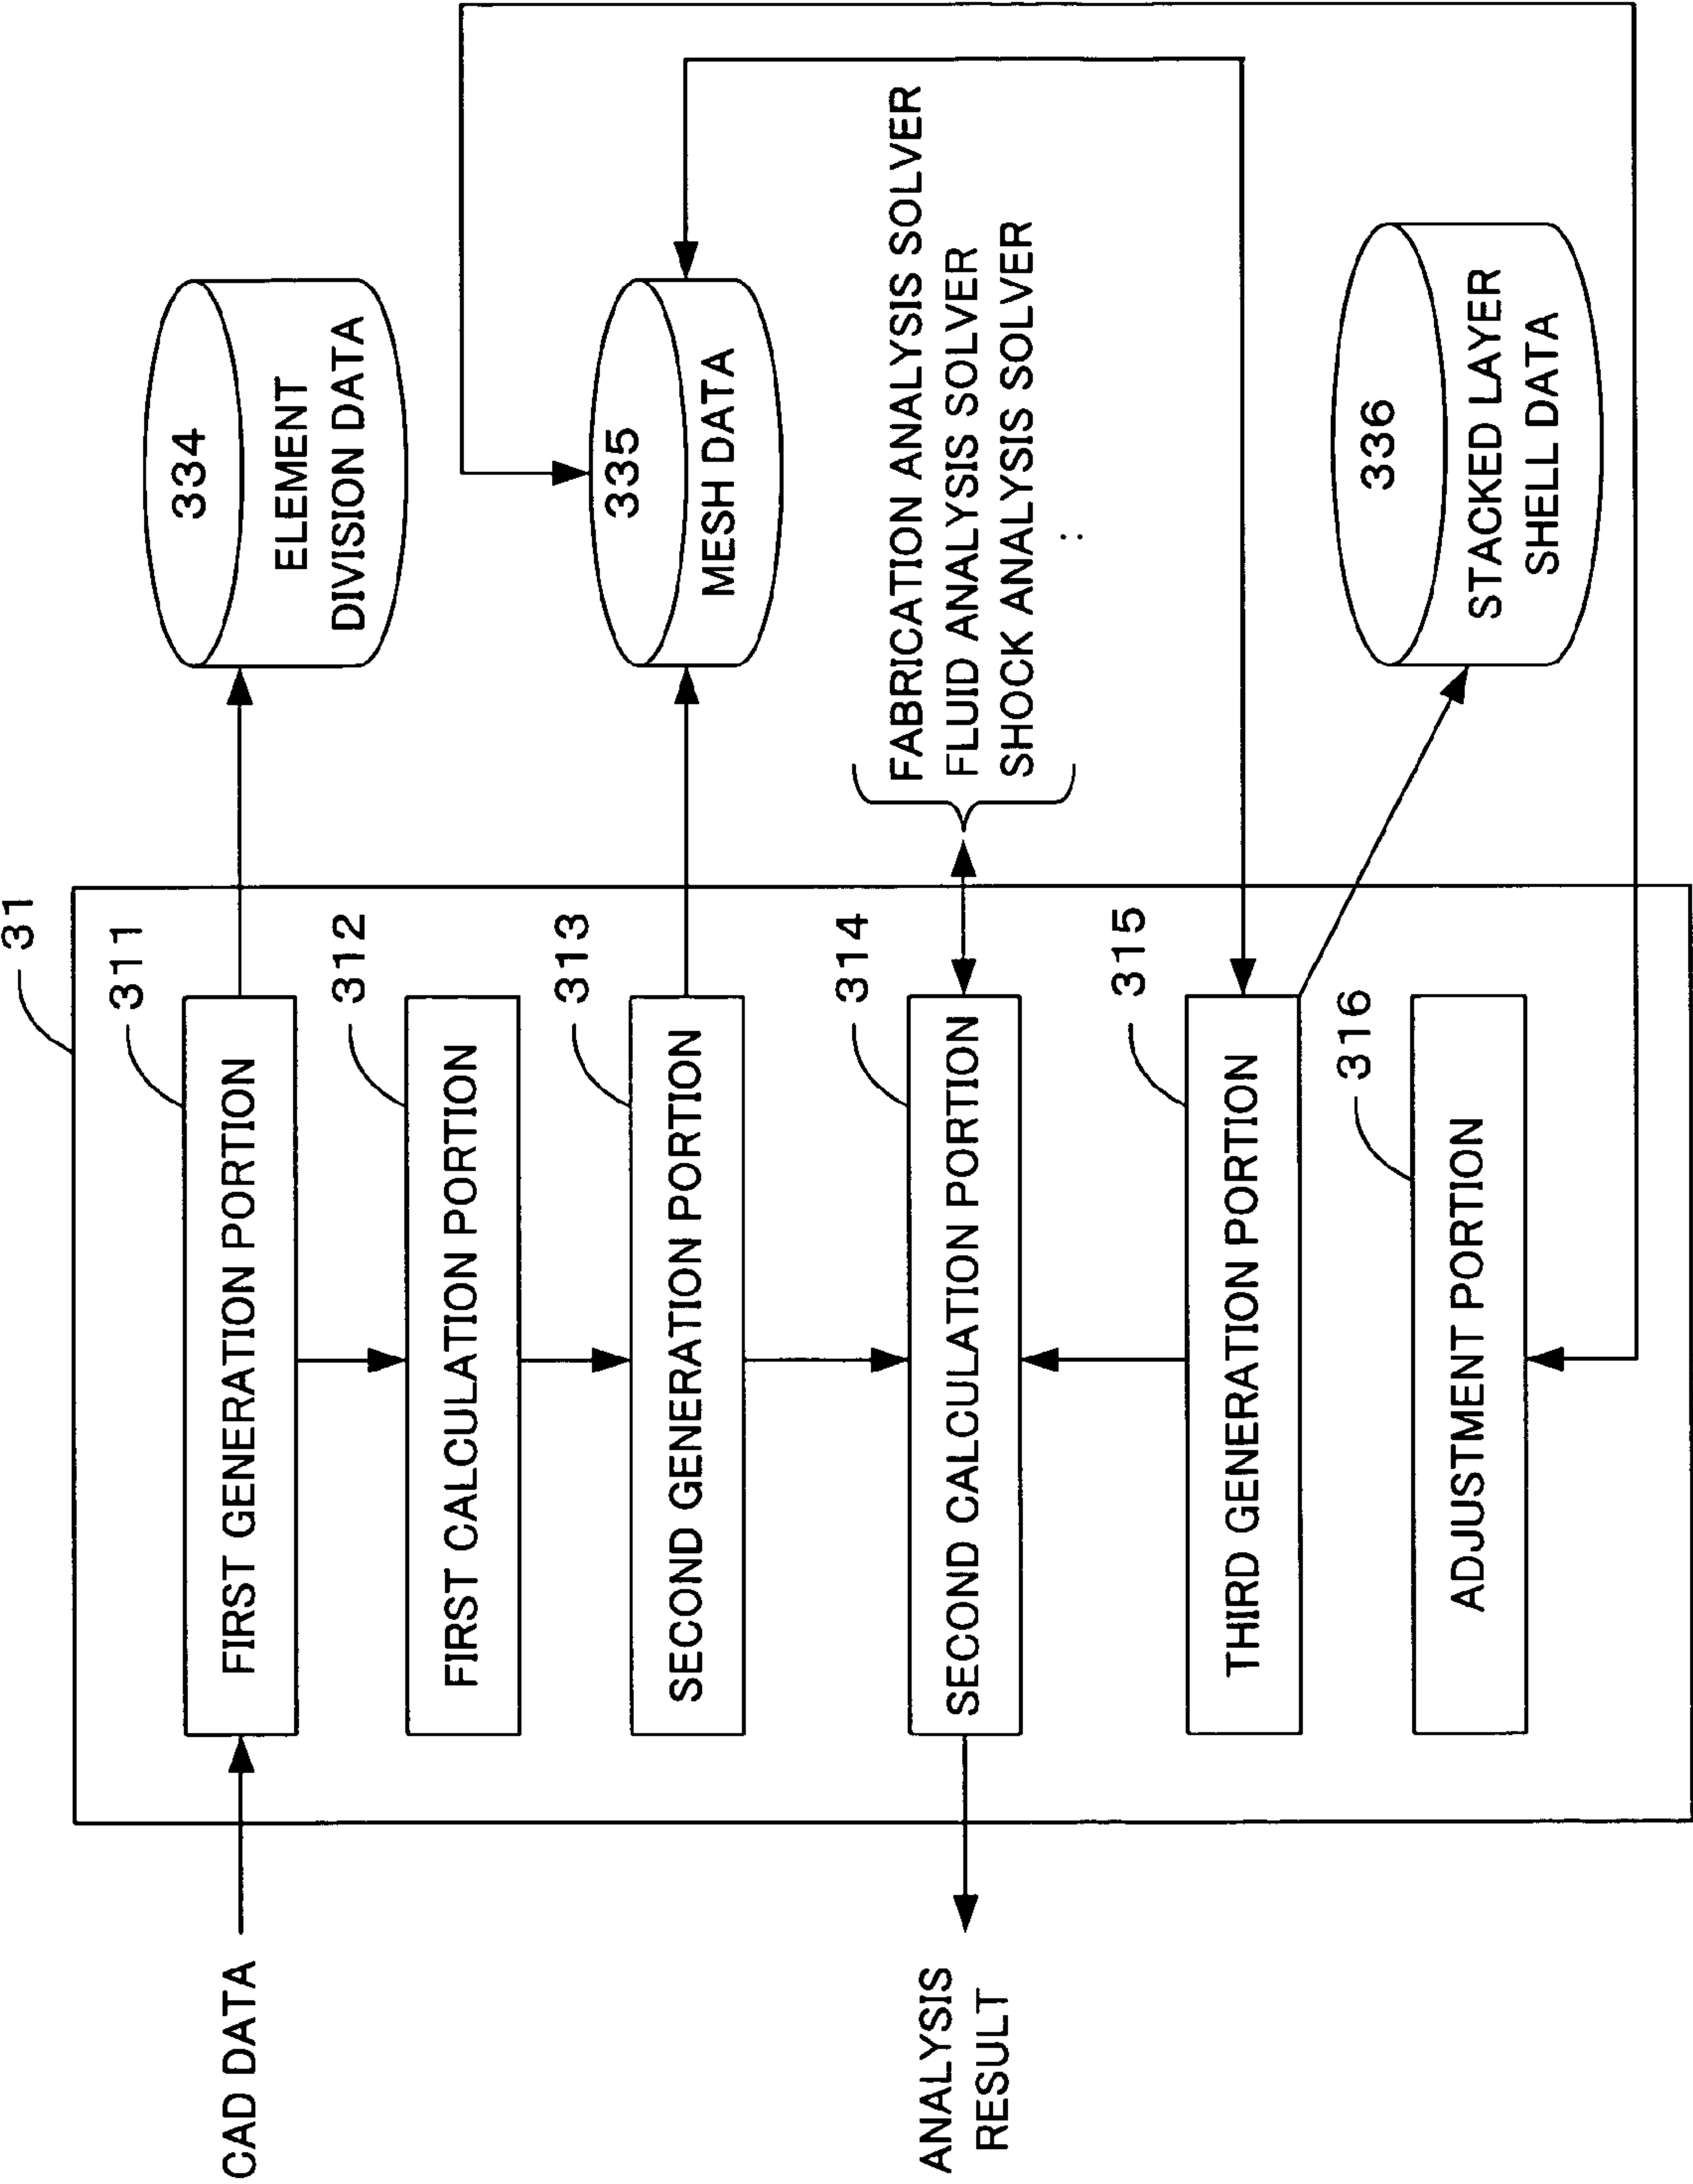 31
CAD DATA
311
FIRST GENERATION PORTION
334
ELEMENT
DIVISION DATA
312
FIRST CALCULATION PORTION
313
SECOND GENERATION PORTION
335
MESH DATA
314
SECOND CALCULATION PORTION
ANALYSIS
RESULT
FABRICATION ANALYSIS SOLVER
FLUID ANALYSIS SOLVER
SHOCK ANALYSIS SOLVER
:
315
THIRD GENERATION PORTION
336
STACKED LAYER
SHELL DATA
316
ADJUSTMENT PORTION